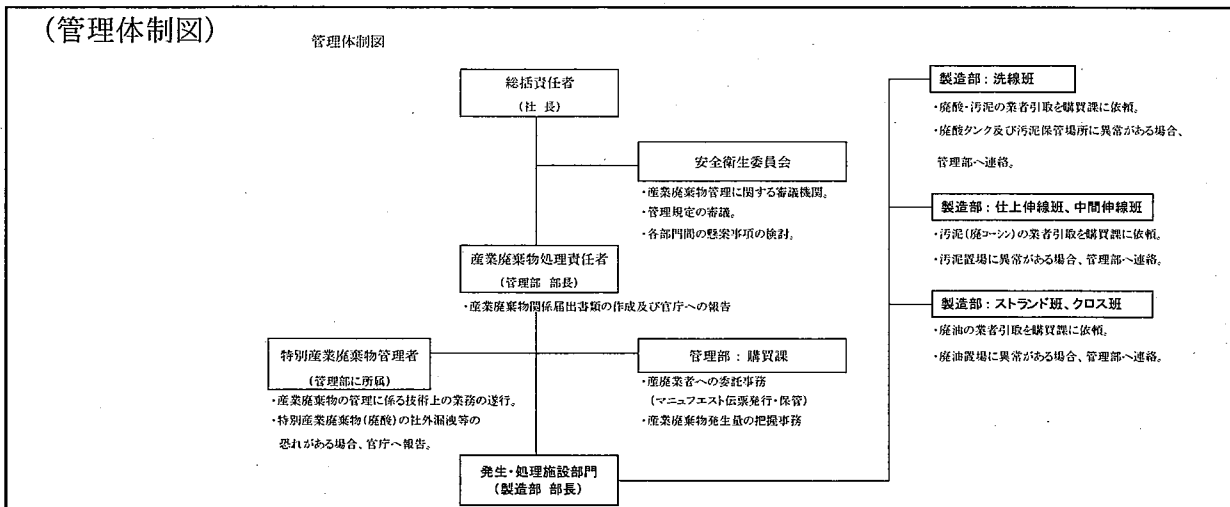 (管理体制図)
管理体制図
総括責任者
(社 長)
安全衛生委員会
・産業廃棄物管理に関する審議機関。
・管理規定の審議。
・各部門間の懸案事項の検討。
産業廃棄物処理責任者
(管理部 部長)
・産業廃棄物関係届出書類の作成及び官庁への報告
特別産業廃棄物管理者
(管理部に所属)
・産業廃棄物の管理に係る技術上の業務の遂行。
・特別産業廃棄物(廃酸)の社外漏洩等の
恐れがある場合、官庁へ報告。
管理部：購買課
・産廃業者への委託事務
(マニュフエスト伝票発行・保管)
・産業廃棄物発生量の把握事務
発生・処理施設部門
(製造部 部長)
製造部：洗線班
・廃酸・汚泥の業者引取を購買課に依頼。
・廃酸タンク及び汚泥保管場所に異常がある場合、
管理部へ連絡。
製造部：仕上伸線班、中間伸線班
・汚泥(廃コーシン)の業者引取を購買課に依頼。
・汚泥置場に異常がある場合、管理部へ連絡。
製造部：ストランド班、クロス班
・廃油の業者引取を購買課に依頼。
・廃油置場に異常がある場合、管理部へ連絡。